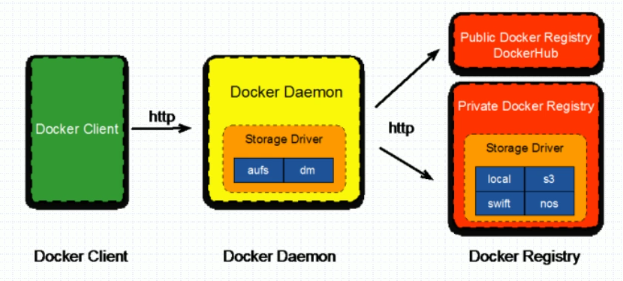 Docker Client
http
Docker Daemon
Storage Driver
aufs
dm
http
Public Docker Registry
DockerHub
Private Docker Registry
Storage Driver
local
s3
swift
nos
Docker Client
Docker Daemon
Docker Registry